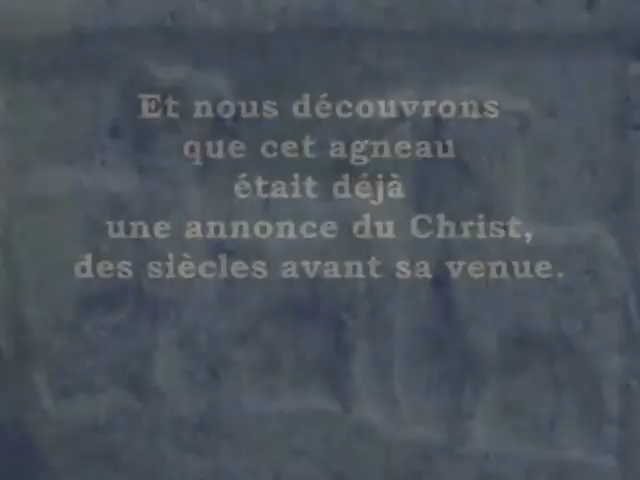 Et nous découvrons
que cet agneau
était déjà
une annonce du Christ,
des siècles avant sa venue.